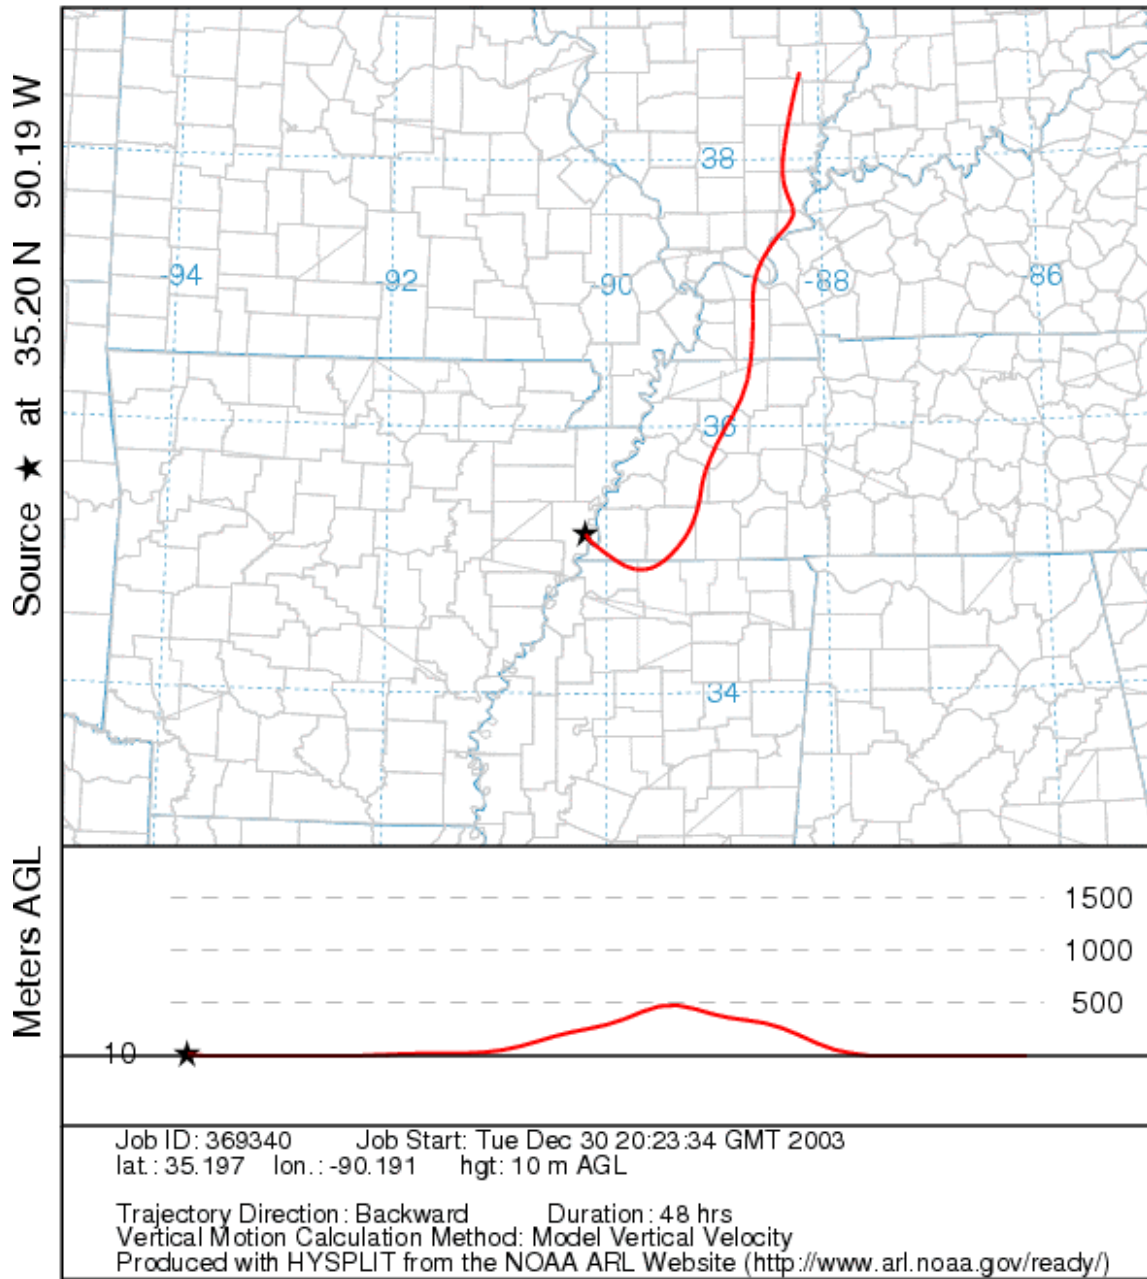 Source ★ at 35.20 N 90.19 W
38
-94
-92
-90
-88
86
36
34
Meters AGL
1500
1000
500
10
Job ID: 369340 Job Start: Tue Dec 30 20:23:34 GMT 2003
lat.: 35.197 lon.: -90.191 hgt: 10 m AGL
Trajectory Direction: Backward Duration: 48 hrs
Vertical Motion Calculation Method: Model Vertical Velocity
Produced with HYSPLIT from the NOAA ARL Website (http://www.arl.noaa.gov/ready/)